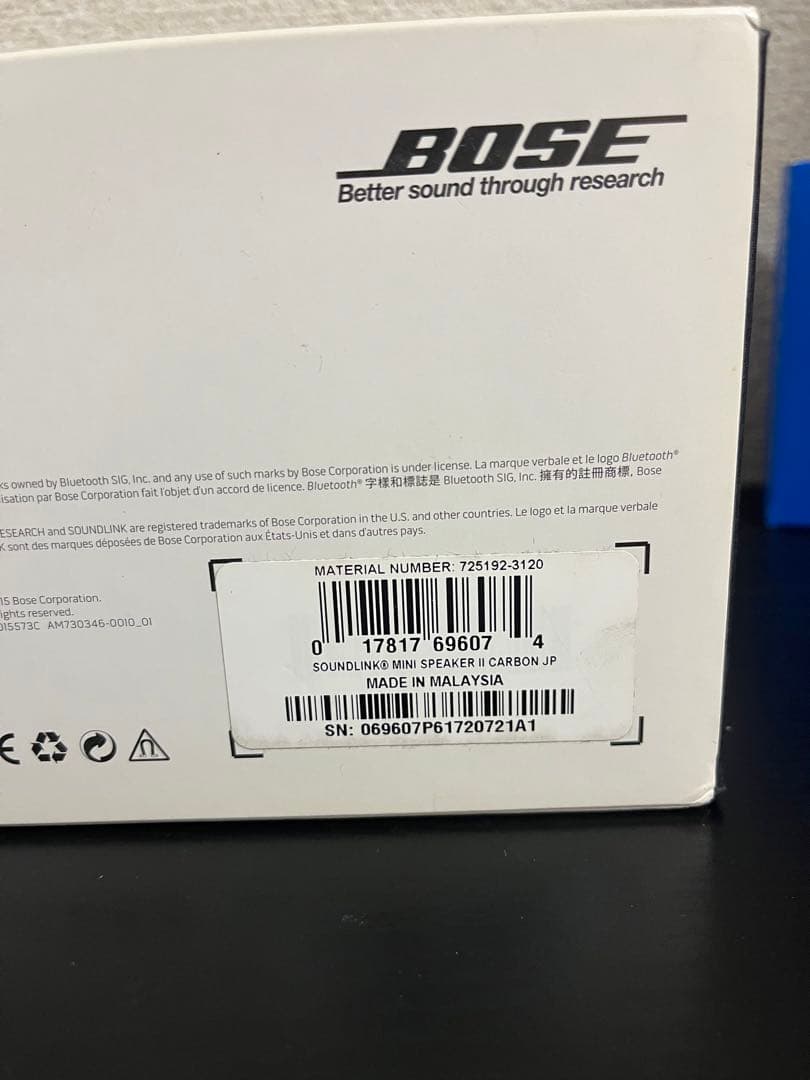 BOSE
Better sound through research
ks owned by Bluetooth SIG, Inc. and any use of such marks by Bose Corporation is under license. La marque verbale et le logo Bluetooth®
isation par Bose Corporation fait l'objet d'un accord de licence. Bluetooth® 字樣和標誌是 Bluetooth SIG, Inc. 擁有的註冊商標, Bose
ESEARCH and SOUNDLINK are registered trademarks of Bose Corporation in the U.S. and other countries. Le logo et la marque verbale
K sont des marques déposées de Bose Corporation aux États-Unis et dans d'autres pays.
15 Bose Corporation.
ights reserved.
015573C AM730346-0010_01
MATERIAL NUMBER: 725192-3120
0 17817 69607 4
SOUNDLINK® MINI SPEAKER II CARBON JP
MADE IN MALAYSIA
SN: 069607P61720721A1